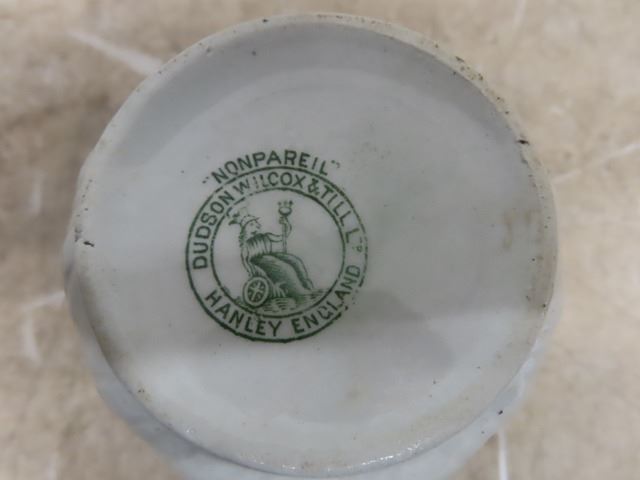 "NONPAREIL"
DUDSON WILCOX & TILL LD
HANLEY ENGLAND